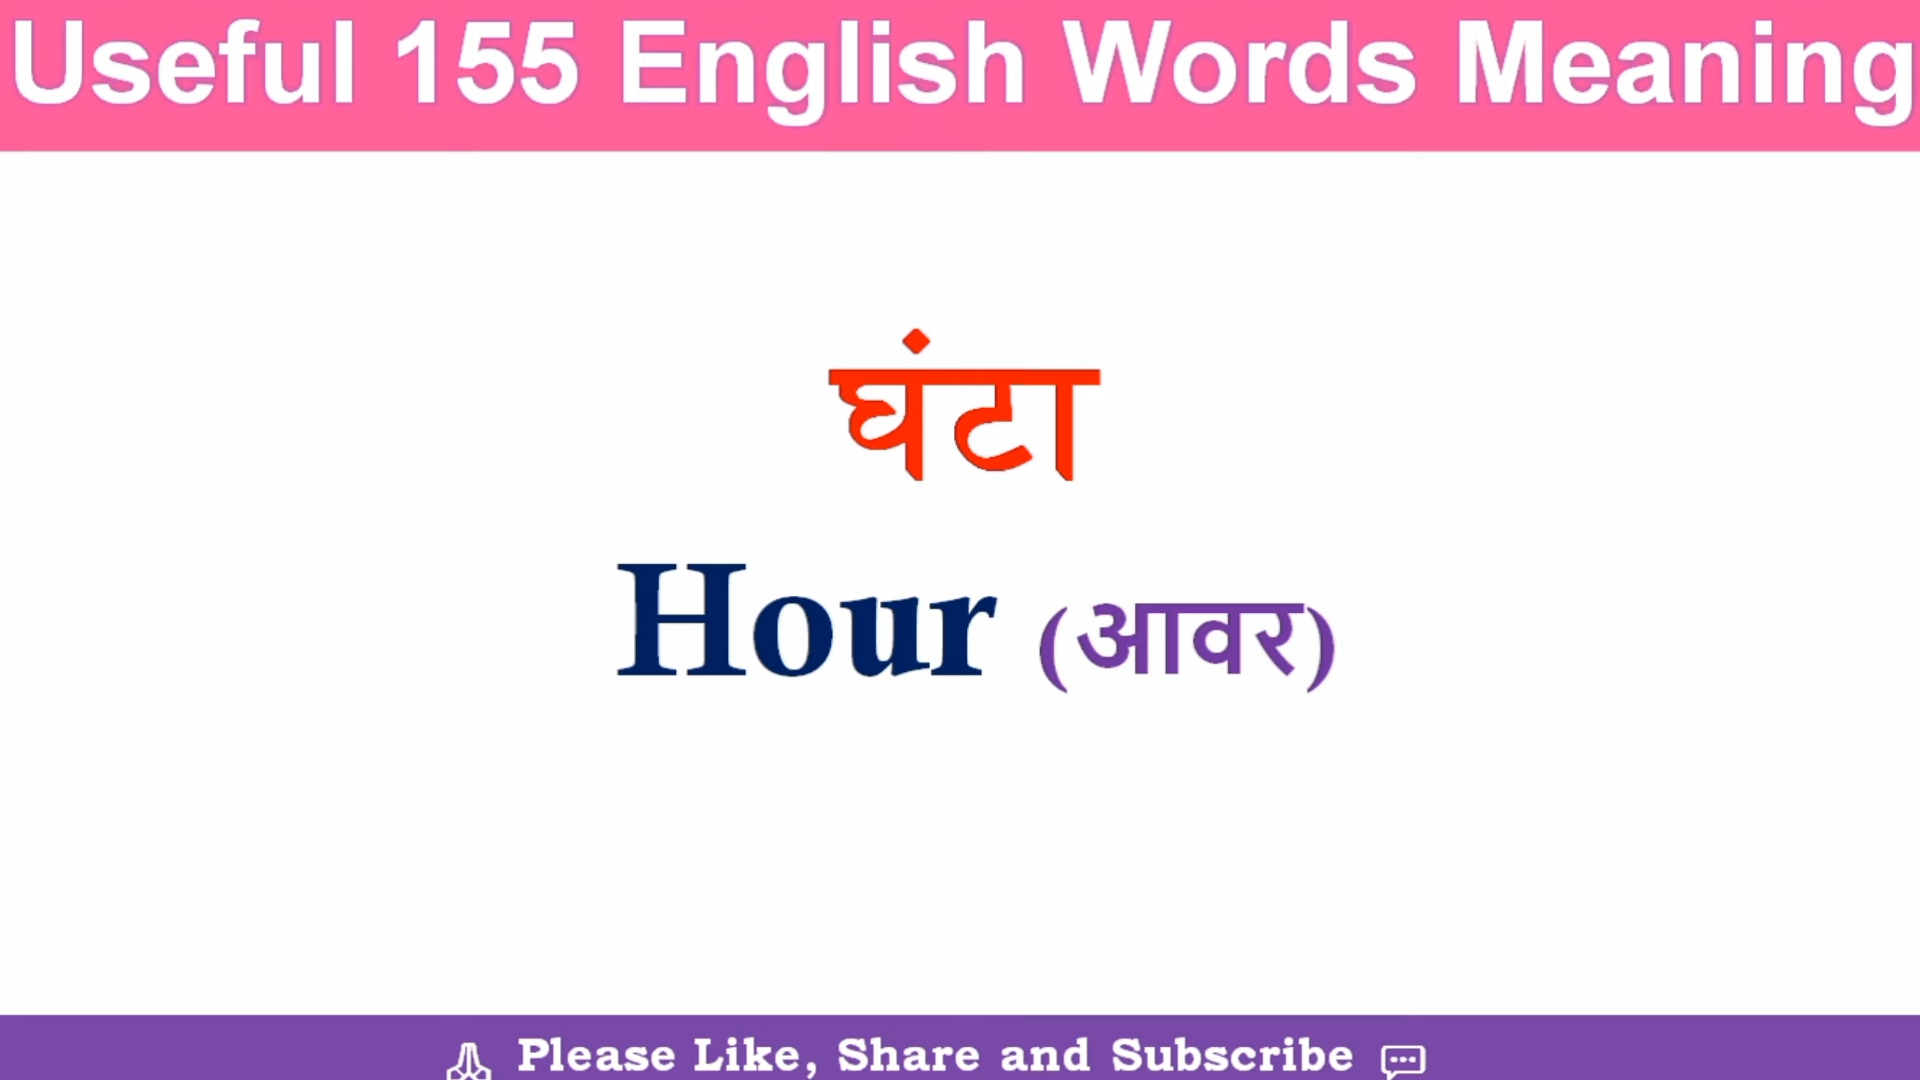 Useful 155 English Words Meaning
घंटा
Hour (आवर)
Please Like, Share and Subscribe